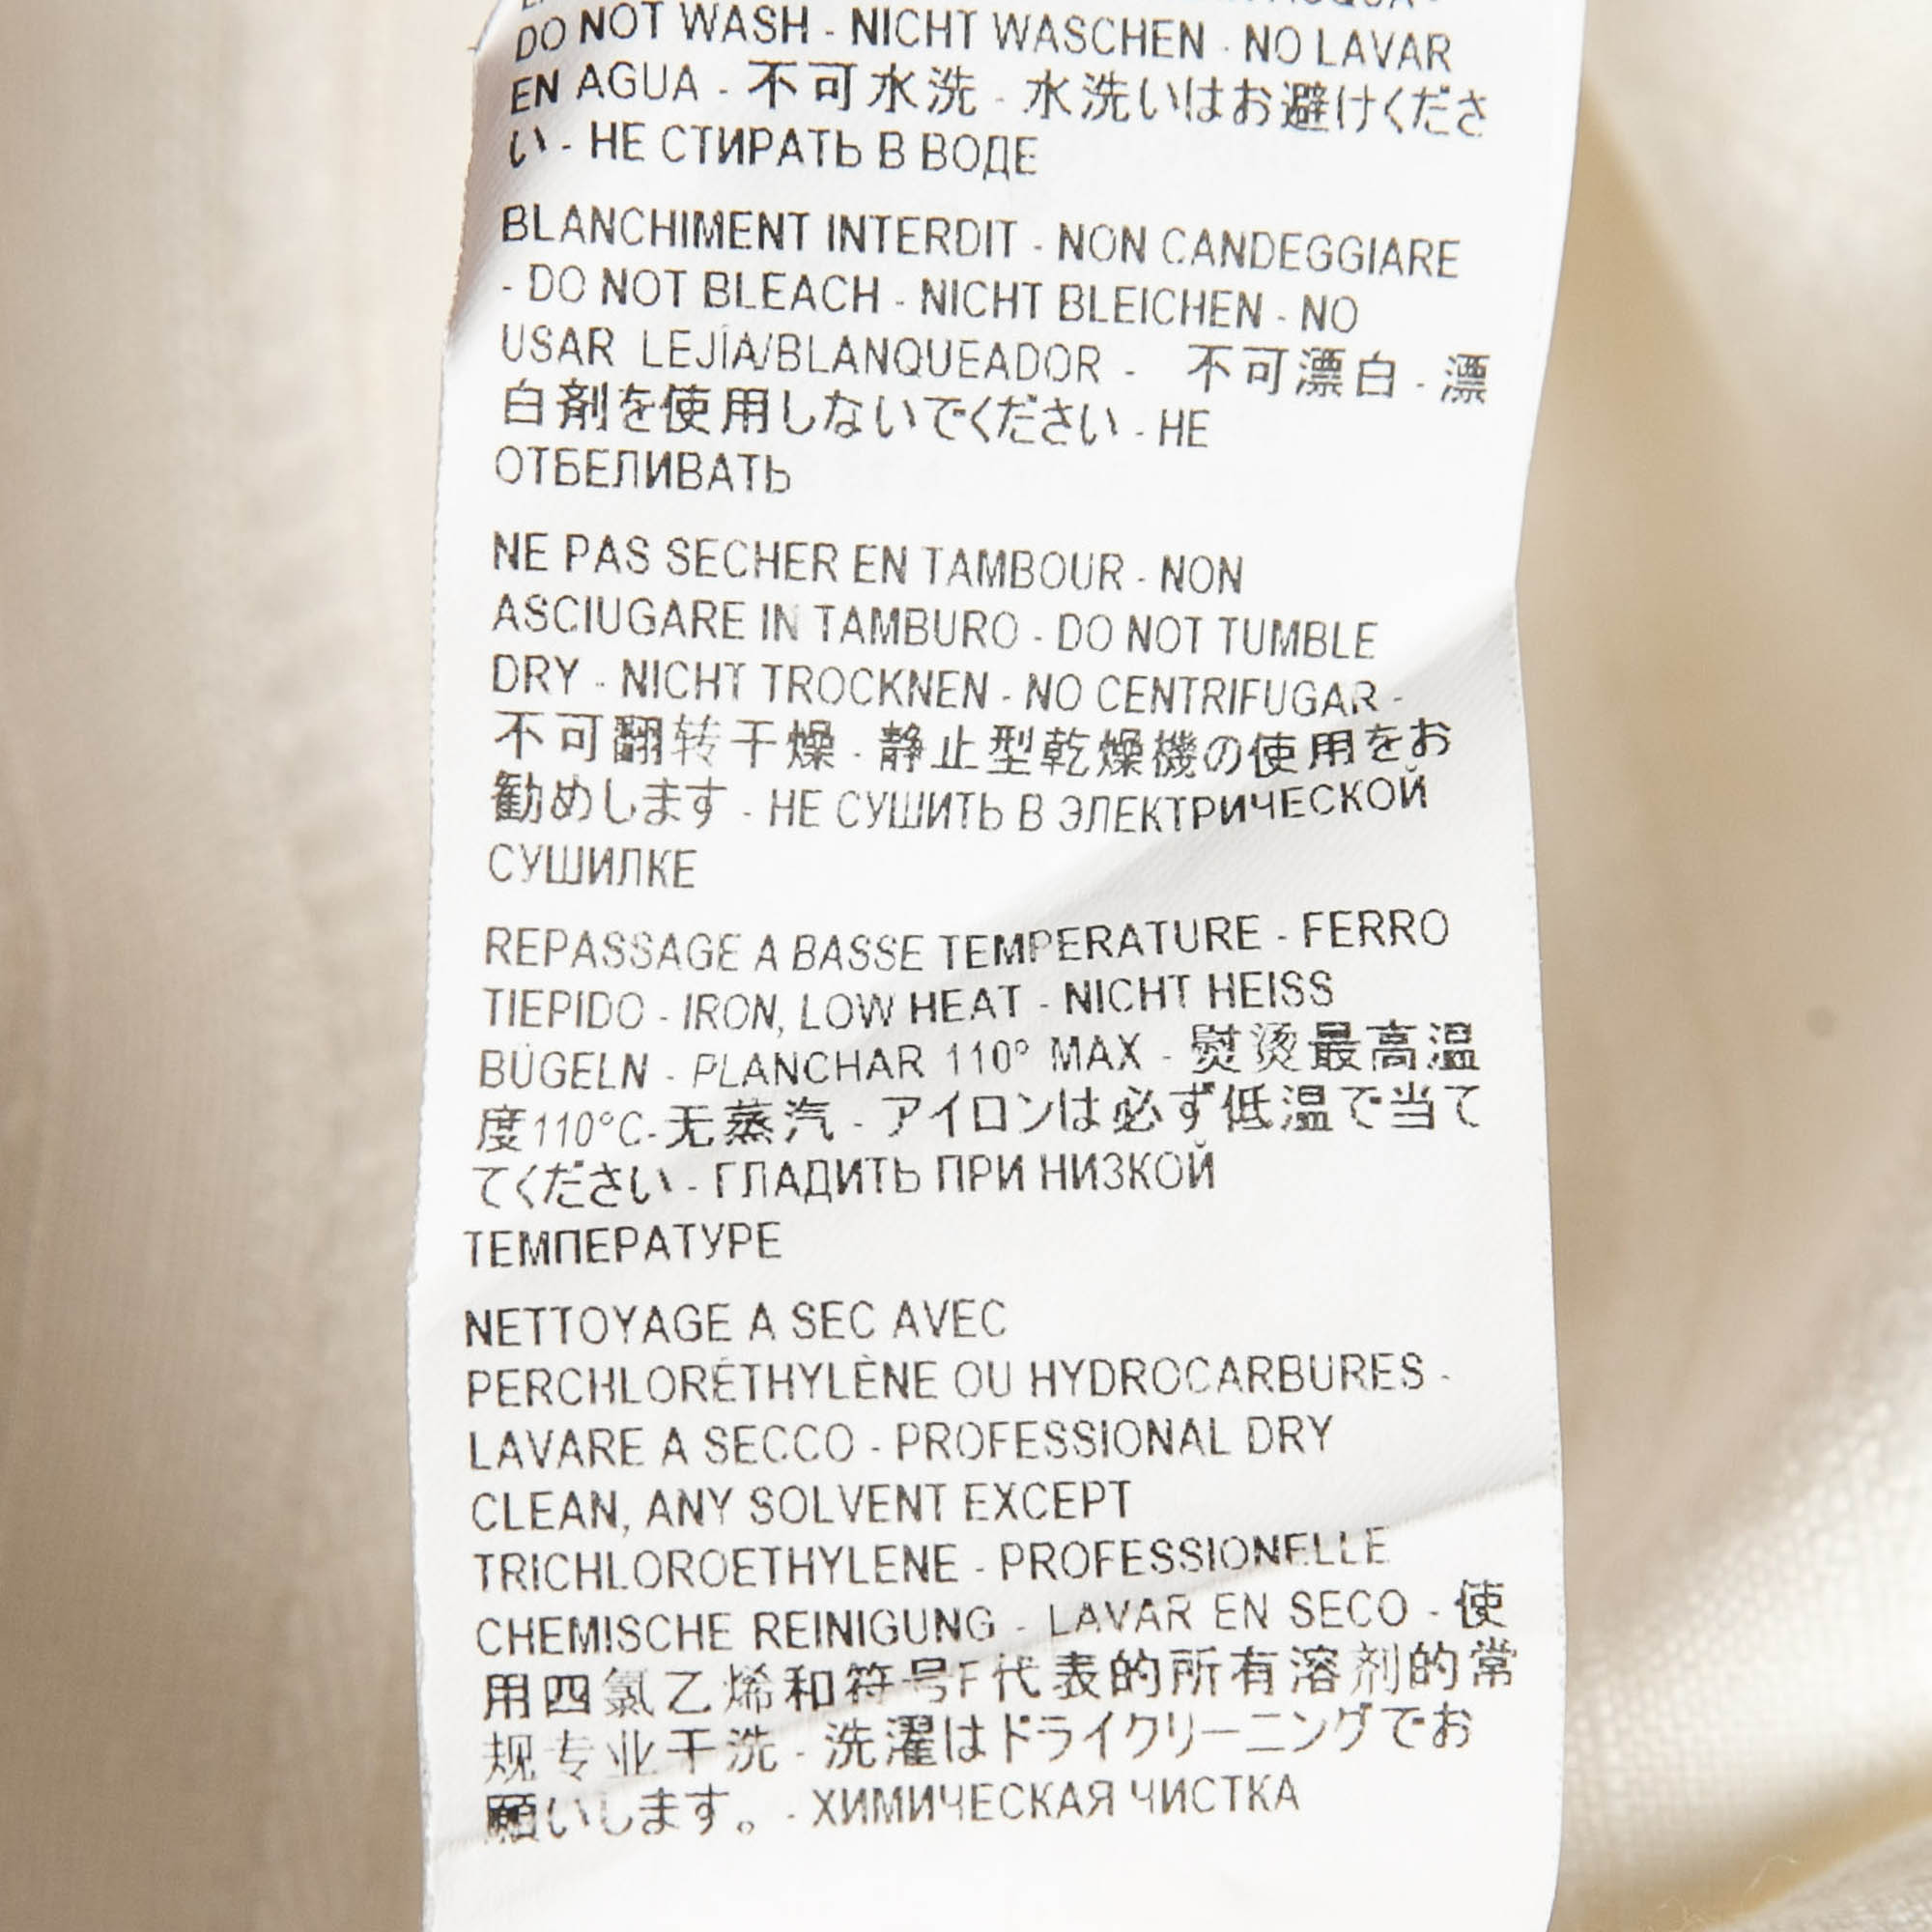 DO NOT WASH - NICHT WASCHEN - NO LAVAR
EN AGUA - 不可水洗 - 水洗いはお避けくださ
い - НЕ СТИРАТЬ В ВОДЕ
BLANCHIMENT INTERDIT - NON CANDEGGIARE
- DO NOT BLEACH - NICHT BLEICHEN - NO
USAR LEJÍA/BLANQUEADOR - 不可漂白 - 漂
白剤を使用しないでください - НЕ
ОТБЕЛИВАТЬ
NE PAS SECHER EN TAMBOUR - NON
ASCIUGARE IN TAMBURO - DO NOT TUMBLE
DRY - NICHT TROCKNEN - NO CENTRIFUGAR -
不可翻转干燥 - 静止型乾燥機の使用をお
勧めします - НЕ СУШИТЬ В ЭЛЕКТРИЧЕСКОЙ
СУШИЛКЕ
REPASSAGE A BASSE TEMPERATURE - FERRO
TIEPIDO - IRON, LOW HEAT - NICHT HEISS
BÜGELN - PLANCHAR 110° MAX - 熨烫最高温
度110°C-无蒸汽 - アイロンは必ず低温で当て
てください - ГЛАДИТЬ ПРИ НИЗКОЙ
ТЕМПЕРАТУРЕ
NETTOYAGE A SEC AVEC
PERCHLORÉTHYLÈNE OU HYDROCARBURES -
LAVARE A SECCO - PROFESSIONAL DRY
CLEAN, ANY SOLVENT EXCEPT
TRICHLOROETHYLENE - PROFESSIONELLE
CHEMISCHE REINIGUNG - LAVAR EN SECO - 使
用四氯乙烯和符号F代表的所有溶剂的常
规专业干洗 - 洗濯はドライクリーニングでお
願いします。 - ХИМИЧЕСКАЯ ЧИСТКА